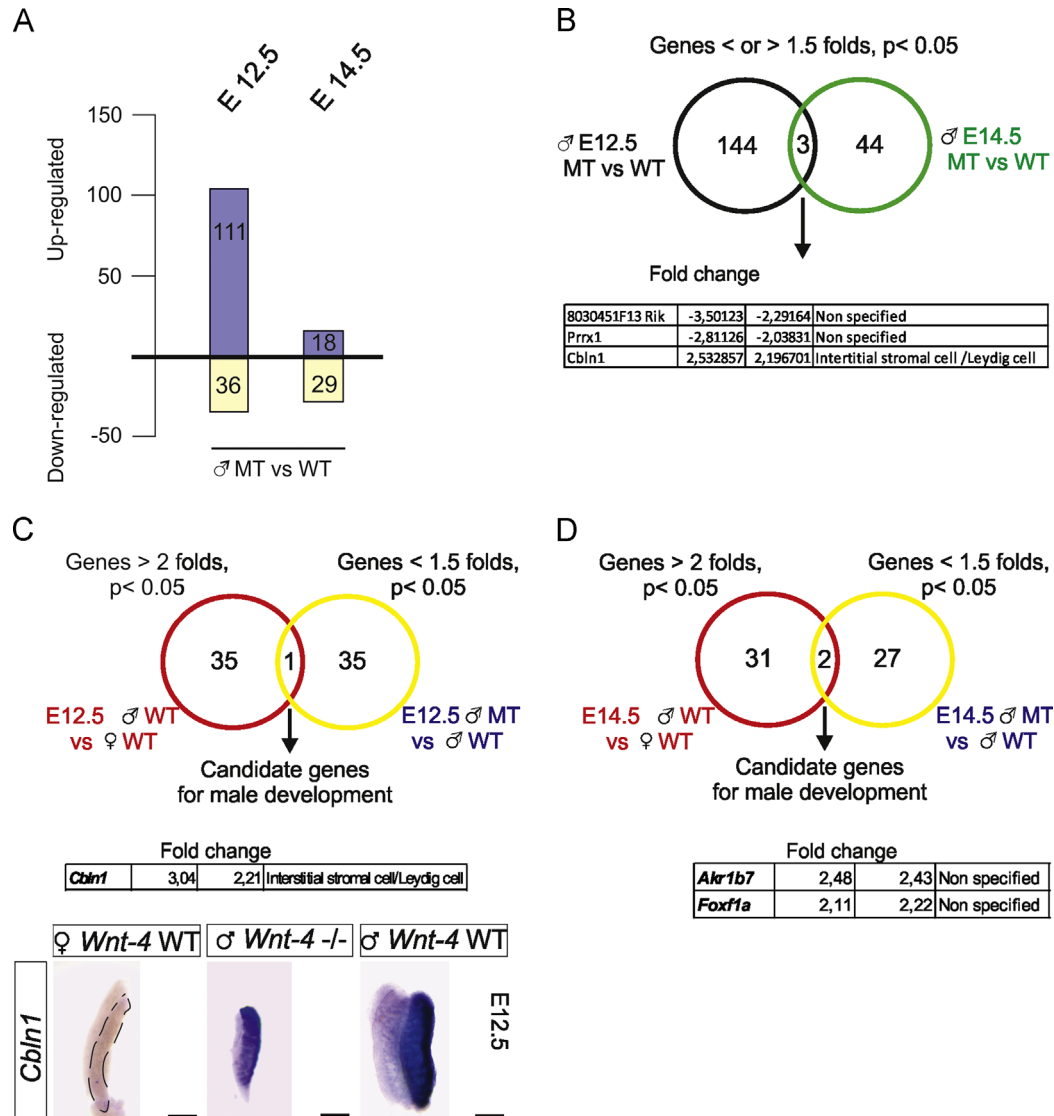 A
E 12.5
E 14.5
150
100
50
-50
Up-regulated
Down-regulated
111
18
36
29
♂ MT vs WT
B
Genes < or > 1.5 folds, p< 0.05
144
3
44
♂ E12.5
MT vs WT
♂ E14.5
MT vs WT
Fold change
8030451F13 Rik -3,50123 -2,29164 Non specified
Prrx1 -2,81126 -2,03831 Non specified
Cbln1 2,532857 2,196701 Intertitial stromal cell /Leydig cell
C
Genes > 2 folds,
p< 0.05
Genes < 1.5 folds,
p< 0.05
35
1
35
E12.5 ♂ WT
vs ♀ WT
E12.5 ♂ MT
vs ♂ WT
Candidate genes
for male development
Fold change
Cbln1 3,04 2,21 Interstitial stromal cell/Leydig cell
♀ Wnt-4 WT
♂ Wnt-4 -/-
♂ Wnt-4 WT
Cbln1
E12.5
D
Genes > 2 folds,
p< 0.05
Genes < 1.5 folds,
p< 0.05
31
2
27
E14.5 ♂ WT
vs ♀ WT
E14.5 ♂ MT
vs ♂ WT
Candidate genes
for male development
Fold change
Akr1b7 2,48 2,43 Non specified
Foxf1a 2,11 2,22 Non specified